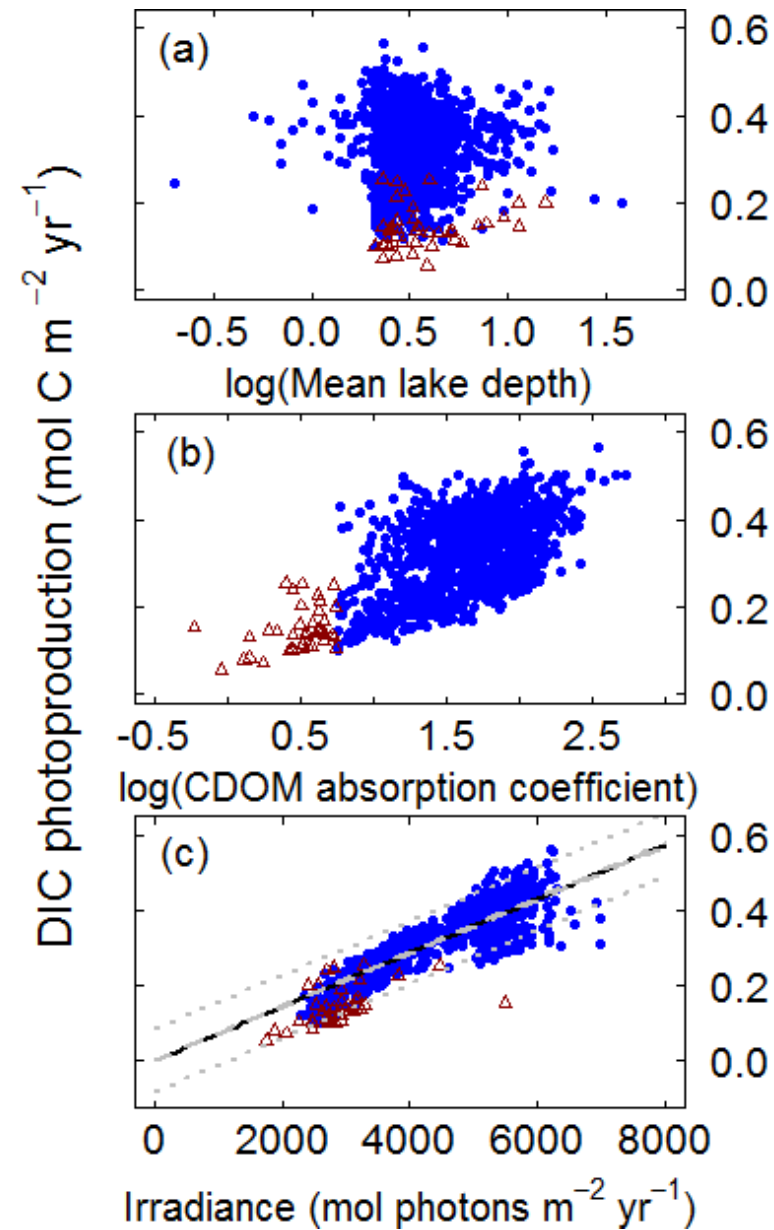 DIC photoproduction (mol C m⁻² yr⁻¹)
(a)
0.6
0.4
0.2
0.0
-0.5 0.0 0.5 1.0 1.5
log(Mean lake depth)
(b)
0.6
0.4
0.2
0.0
-0.5 0.5 1.5 2.5
log(CDOM absorption coefficient)
(c)
0.6
0.4
0.2
0.0
0 2000 4000 6000 8000
Irradiance (mol photons m⁻² yr⁻¹)